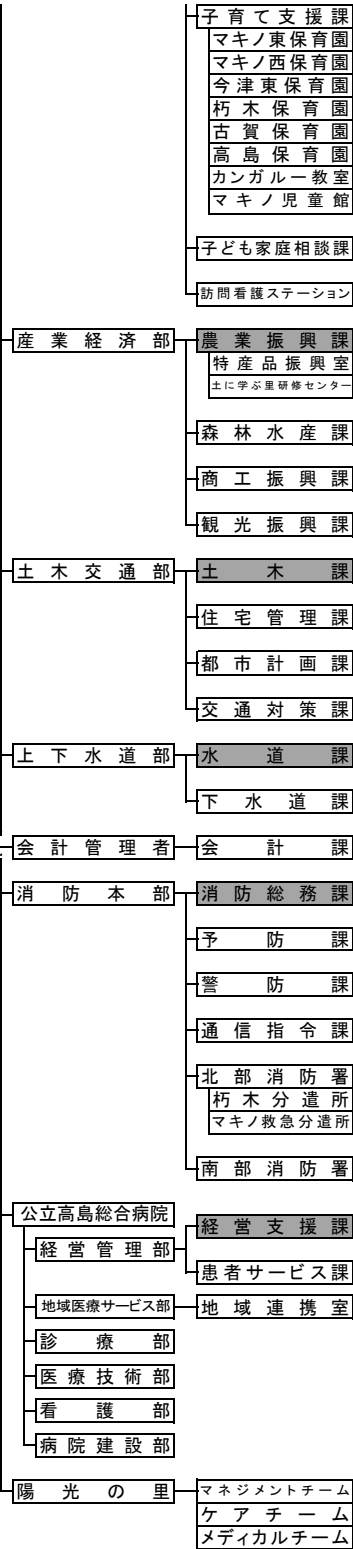 子育て支援課
マキノ東保育園
マキノ西保育園
今津東保育園
朽木保育園
古賀保育園
高島保育園
カンガルー教室
マキノ児童館
子ども家庭相談課
訪問看護ステーション
産業経済部 農業振興課
特産品振興室
土に学ぶ里研修センター
森林水産課
商工振興課
観光振興課
土木交通部 土木課
住宅管理課
都市計画課
交通対策課
上下水道部 水道課
下水道課
会計管理者 会計課
消防本部 消防総務課
予防課
警防課
通信指令課
北部消防署
朽木分遣所
マキノ救急分遣所
南部消防署
公立高島総合病院
経営管理部 経営支援課
患者サービス課
地域医療サービス部 地域連携室
診療部
医療技術部
看護部
病院建設部
陽光の里 マネジメントチーム
ケアチーム
メディカルチーム